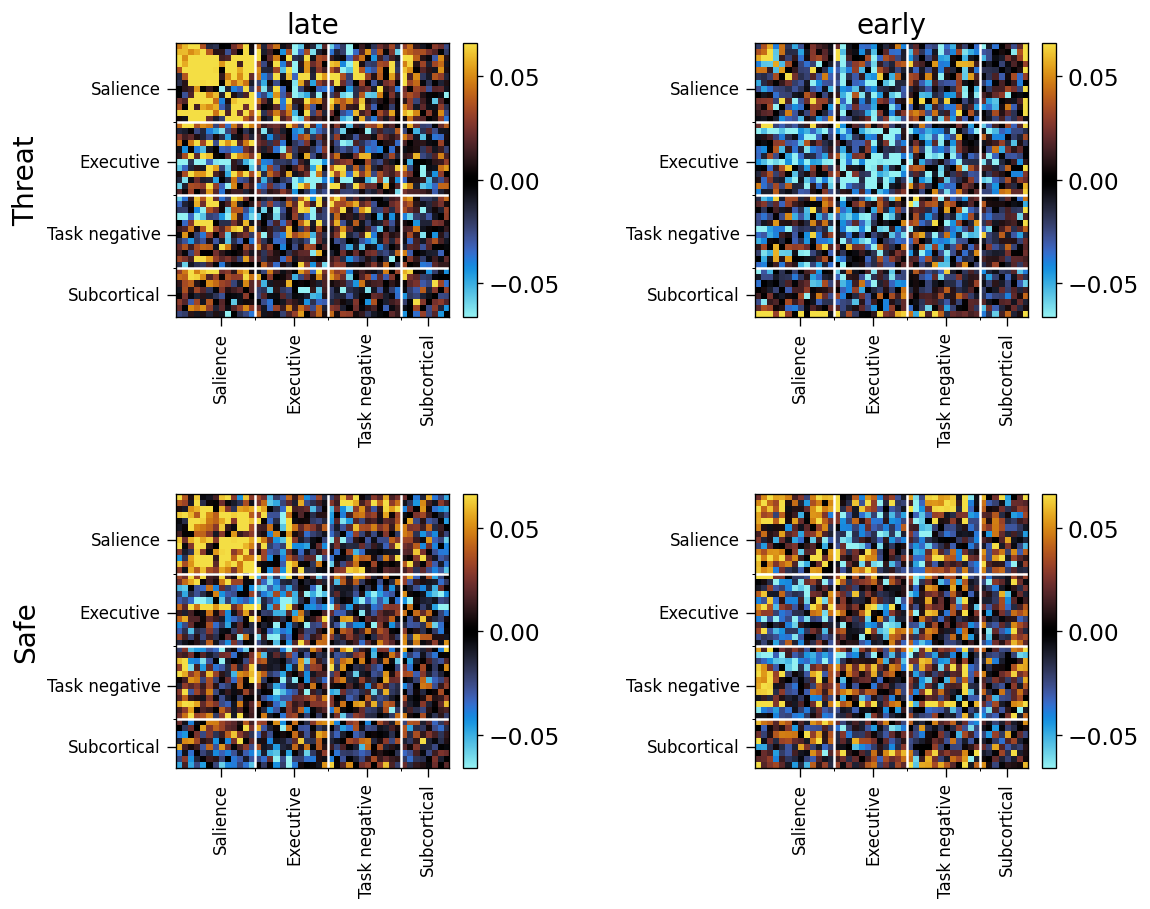 late
early
Threat
Salience
Executive
Task negative
Subcortical
0.05
0.00
−0.05
Salience
Executive
Task negative
Subcortical
Salience
Executive
Task negative
Subcortical
0.05
0.00
−0.05
Salience
Executive
Task negative
Subcortical
Safe
Salience
Executive
Task negative
Subcortical
0.05
0.00
−0.05
Salience
Executive
Task negative
Subcortical
Salience
Executive
Task negative
Subcortical
0.05
0.00
−0.05
Salience
Executive
Task negative
Subcortical